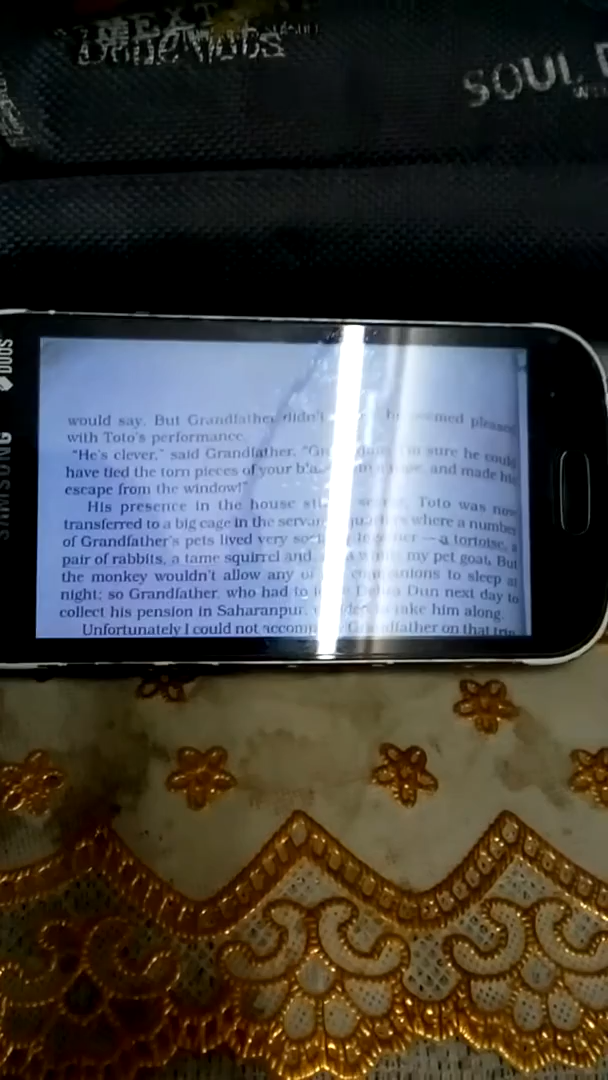 SOUL
SAMSUNG
DUOS
would say. But Grandfather didn't seemed pleased
with Toto's performance.
"He's clever," said Grandfather. sure he could
have tied the torn pieces of your and made his
escape from the window!"
His presence in the house Toto was now
transferred to a big cage in the where a number
of Grandfather's pets lived very — a tortoise, a
pair of rabbits, a tame squirrel and my pet goat. But
the monkey wouldn't allow any to sleep at
night; so Grandfather, who had to Dehra Dun next day to
collect his pension in Saharanpur, take him along.
Unfortunately I could not Grandfather on that